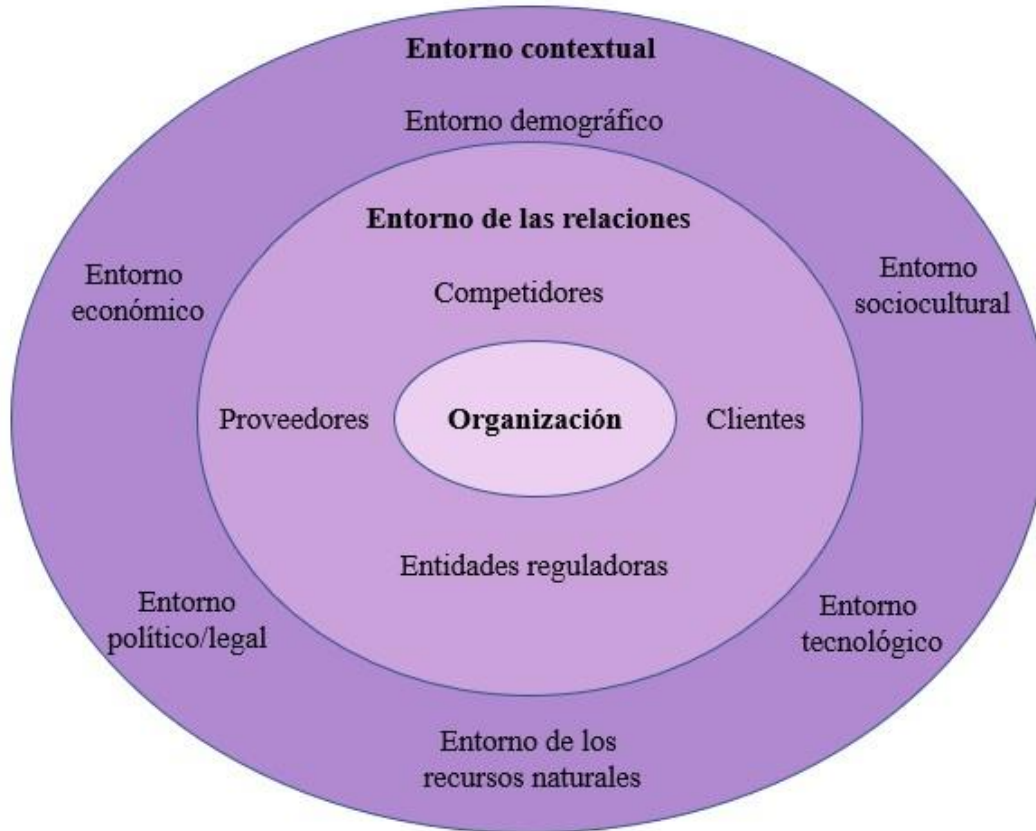 Entorno contextual
Entorno demográfico
Entorno de las relaciones
Entorno
económico
Entorno
sociocultural
Competidores
Proveedores
Organización
Clientes
Entidades reguladoras
Entorno
político/legal
Entorno
tecnológico
Entorno de los
recursos naturales